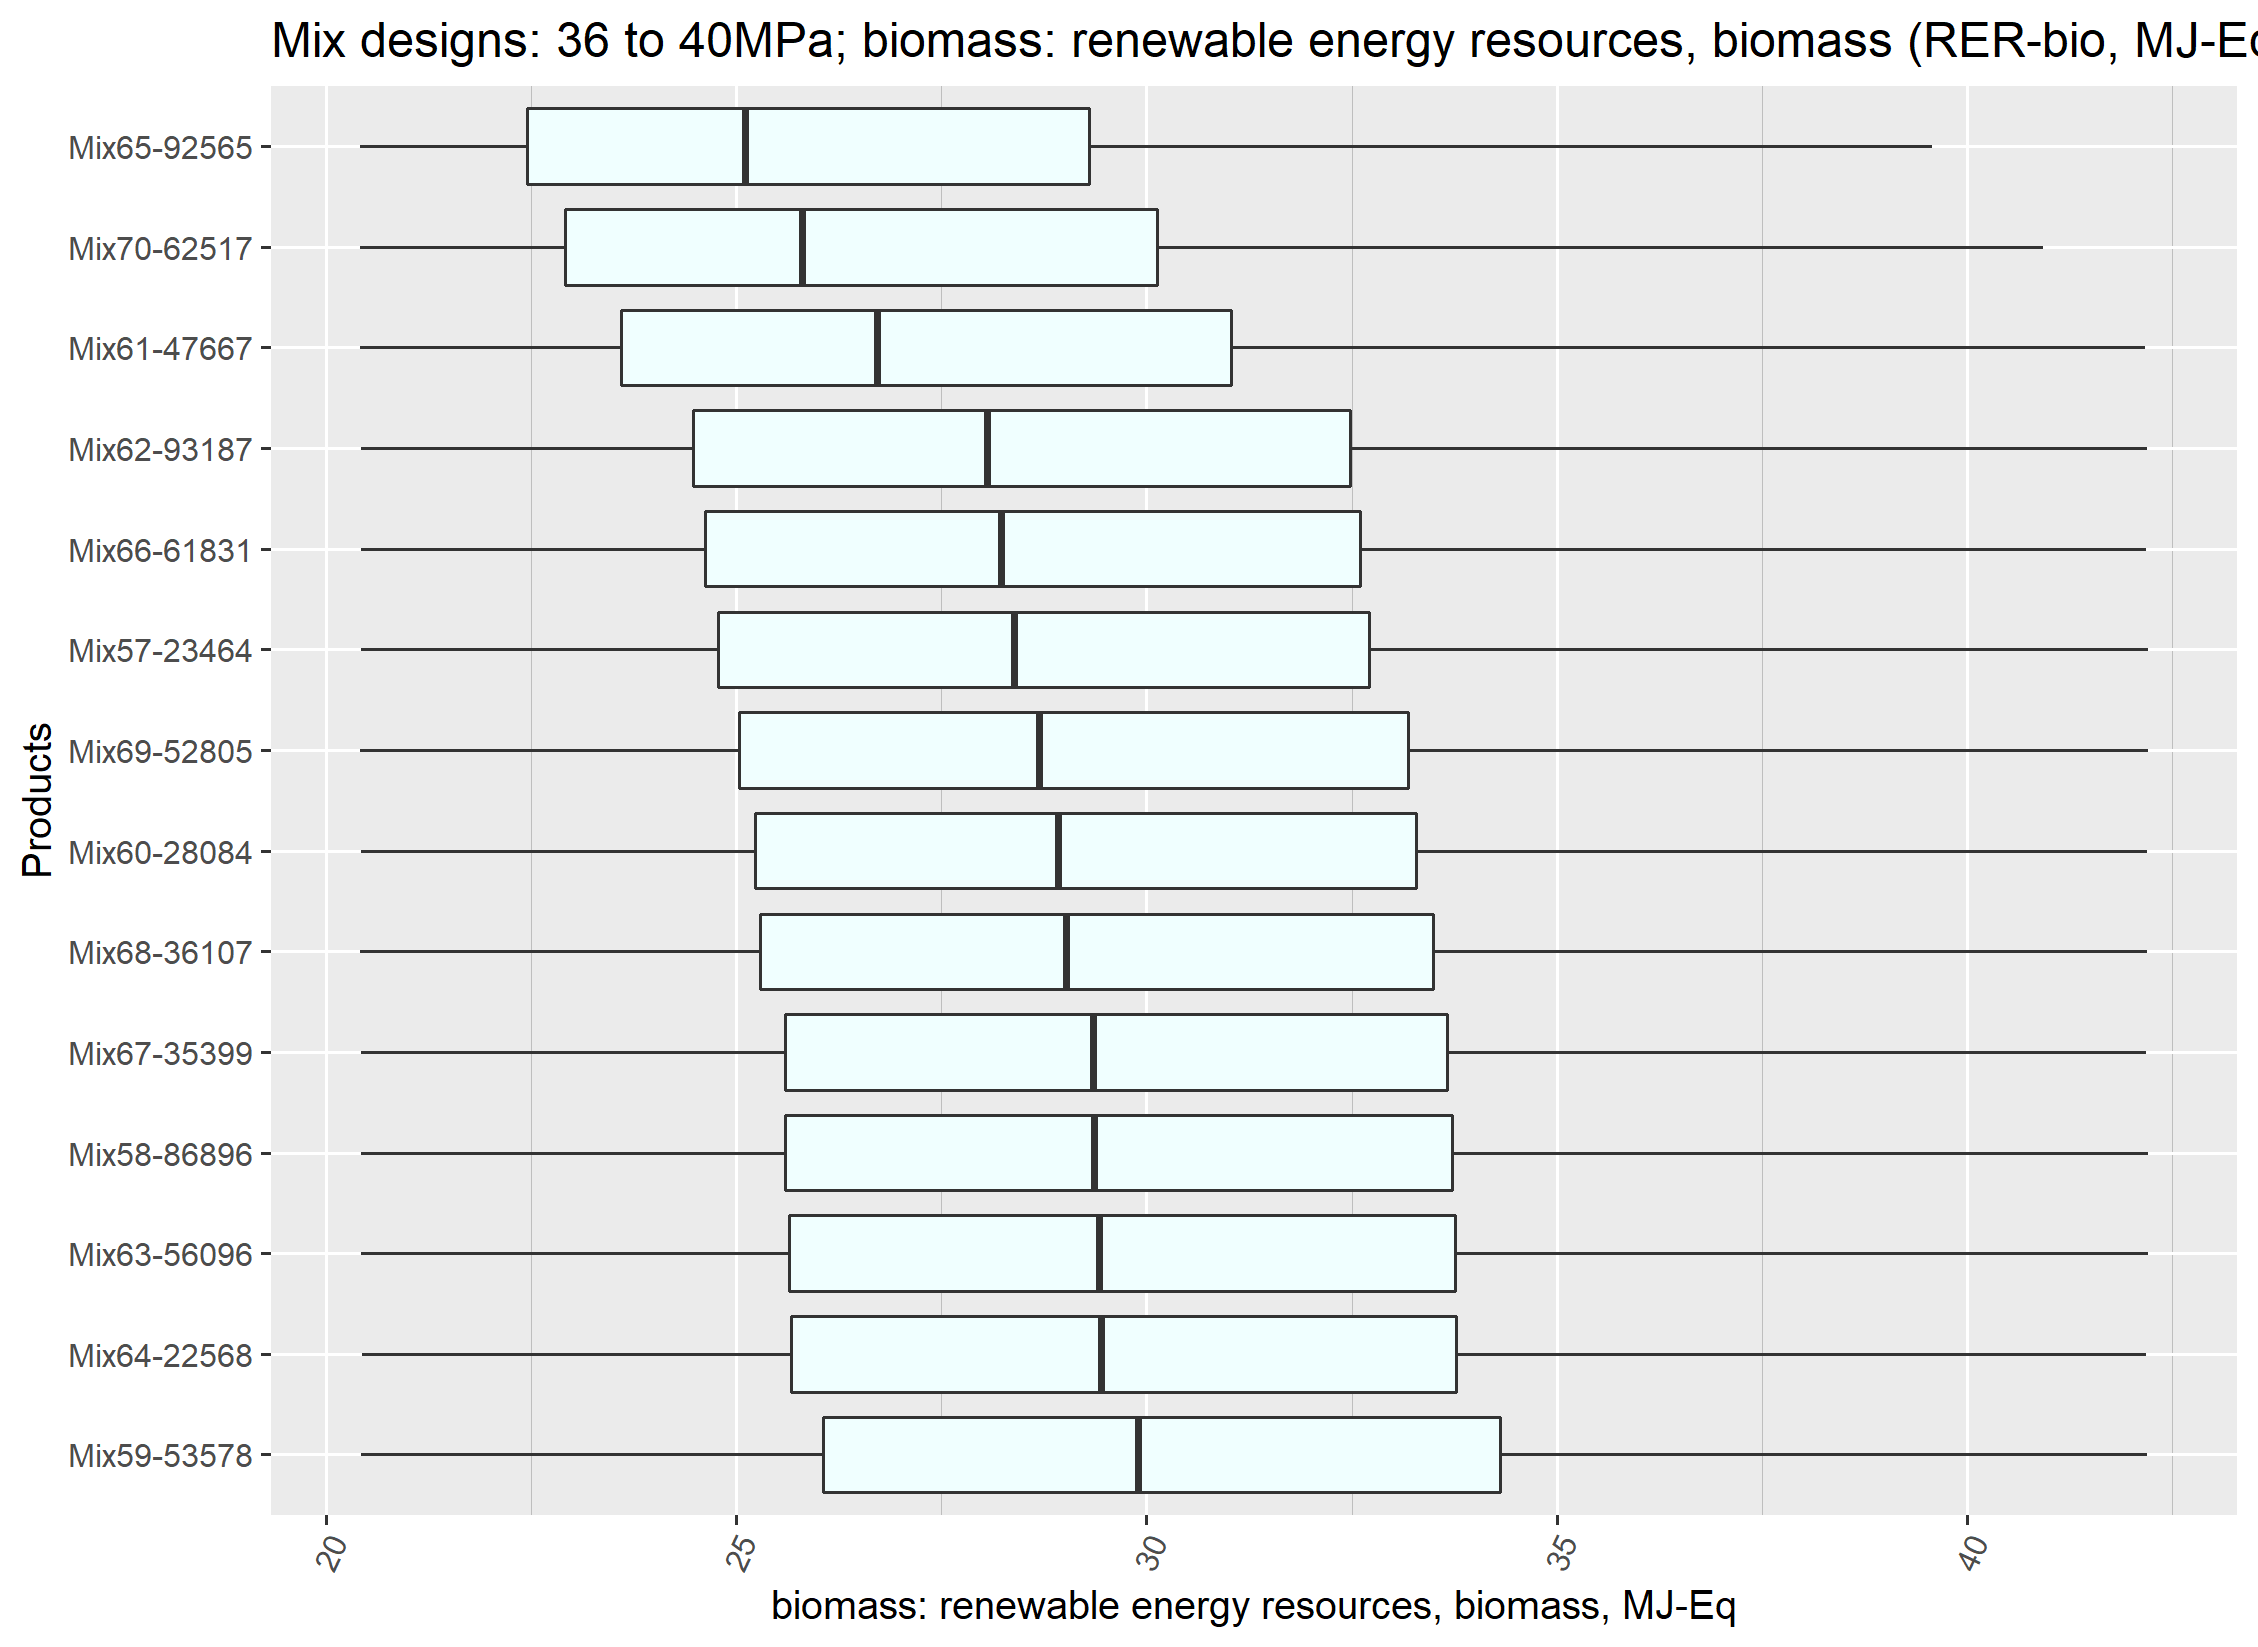 Mix designs: 36 to 40MPa; biomass: renewable energy resources, biomass (RER-bio, MJ-Eq
Mix65-92565
Mix70-62517
Mix61-47667
Mix62-93187
Mix66-61831
Mix57-23464
Mix69-52805
Mix60-28084
Mix68-36107
Mix67-35399
Mix58-86896
Mix63-56096
Mix64-22568
Mix59-53578
Products
20 25 30 35 40
biomass: renewable energy resources, biomass, MJ-Eq